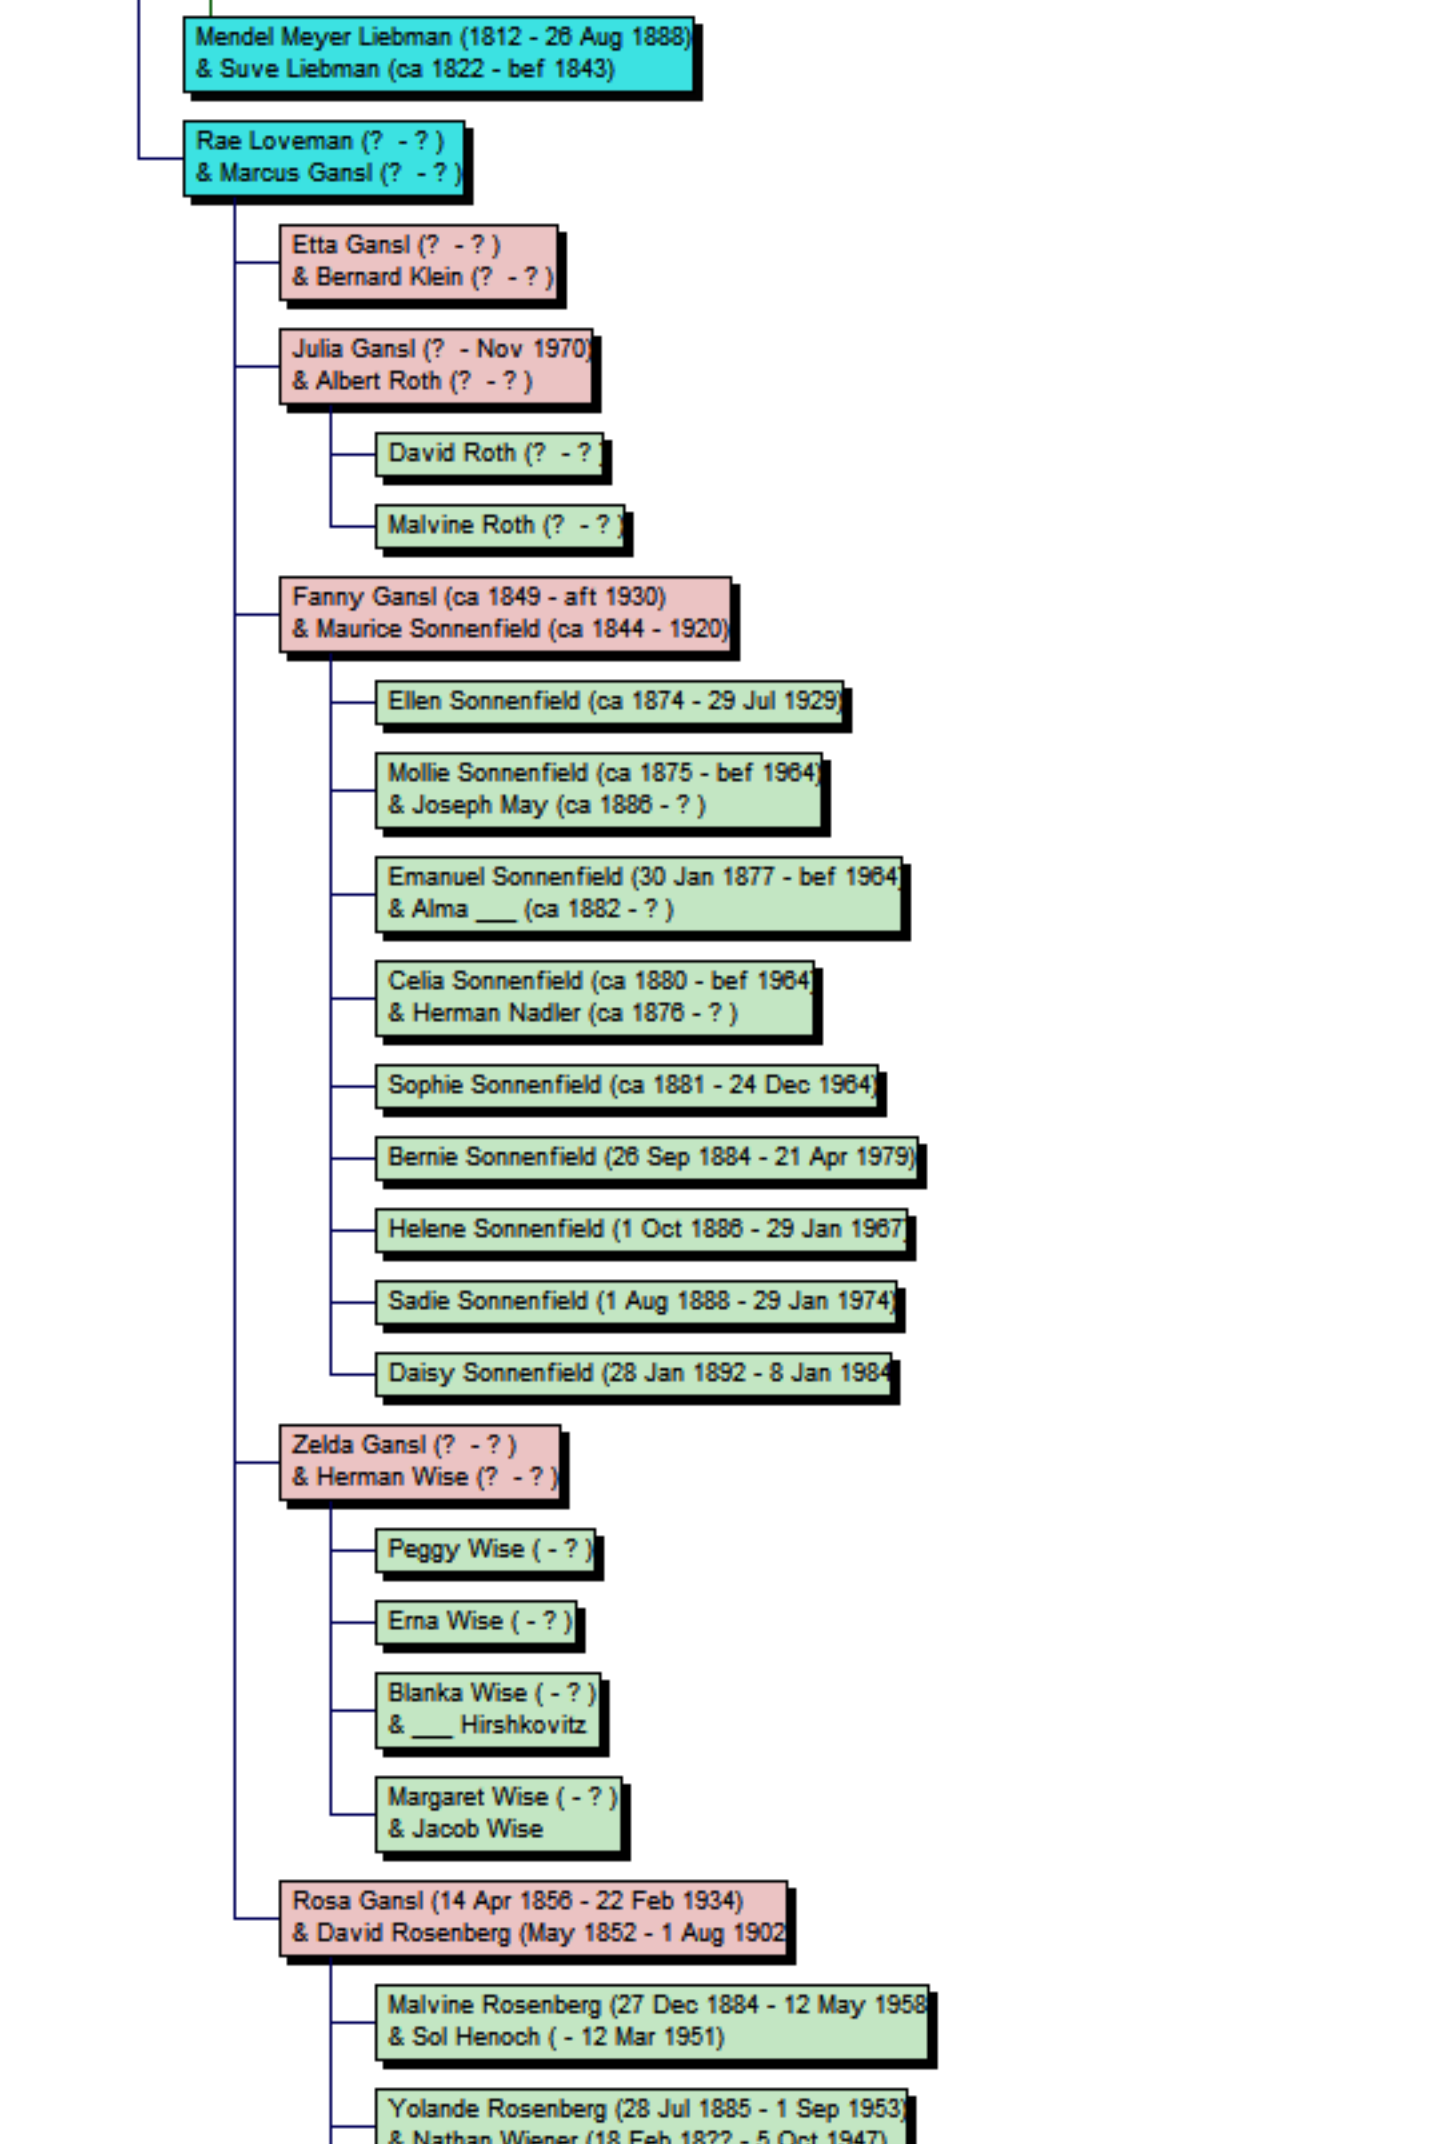 Mendel Meyer Liebman (1812 - 26 Aug 1888)
& Suve Liebman (ca 1822 - bef 1843)
Rae Loveman (? - ? )
& Marcus Gansl (? - ? )
Etta Gansl (? - ? )
& Bernard Klein (? - ? )
Julia Gansl (? - Nov 1970)
& Albert Roth (? - ? )
David Roth (? - ? )
Malvine Roth (? - ? )
Fanny Gansl (ca 1849 - aft 1930)
& Maurice Sonnenfield (ca 1844 - 1920)
Ellen Sonnenfield (ca 1874 - 29 Jul 1929)
Mollie Sonnenfield (ca 1875 - bef 1964)
& Joseph May (ca 1886 - ? )
Emanuel Sonnenfield (30 Jan 1877 - bef 1964)
& Alma ___ (ca 1882 - ? )
Celia Sonnenfield (ca 1880 - bef 1964)
& Herman Nadler (ca 1876 - ? )
Sophie Sonnenfield (ca 1881 - 24 Dec 1964)
Bernie Sonnenfield (26 Sep 1884 - 21 Apr 1979)
Helene Sonnenfield (1 Oct 1886 - 29 Jan 1967)
Sadie Sonnenfield (1 Aug 1888 - 29 Jan 1974)
Daisy Sonnenfield (28 Jan 1892 - 8 Jan 1984
Zelda Gansl (? - ? )
& Herman Wise (? - ? )
Peggy Wise ( - ? )
Erna Wise ( - ? )
Blanka Wise ( - ? )
& ___ Hirshkovitz
Margaret Wise ( - ? )
& Jacob Wise
Rosa Gansl (14 Apr 1856 - 22 Feb 1934)
& David Rosenberg (May 1852 - 1 Aug 1902
Malvine Rosenberg (27 Dec 1884 - 12 May 1958
& Sol Henoch ( - 12 Mar 1951)
Yolande Rosenberg (28 Jul 1885 - 1 Sep 1953)
& Nathan Wiener (18 Feb 18?? - 5 Oct 1947)